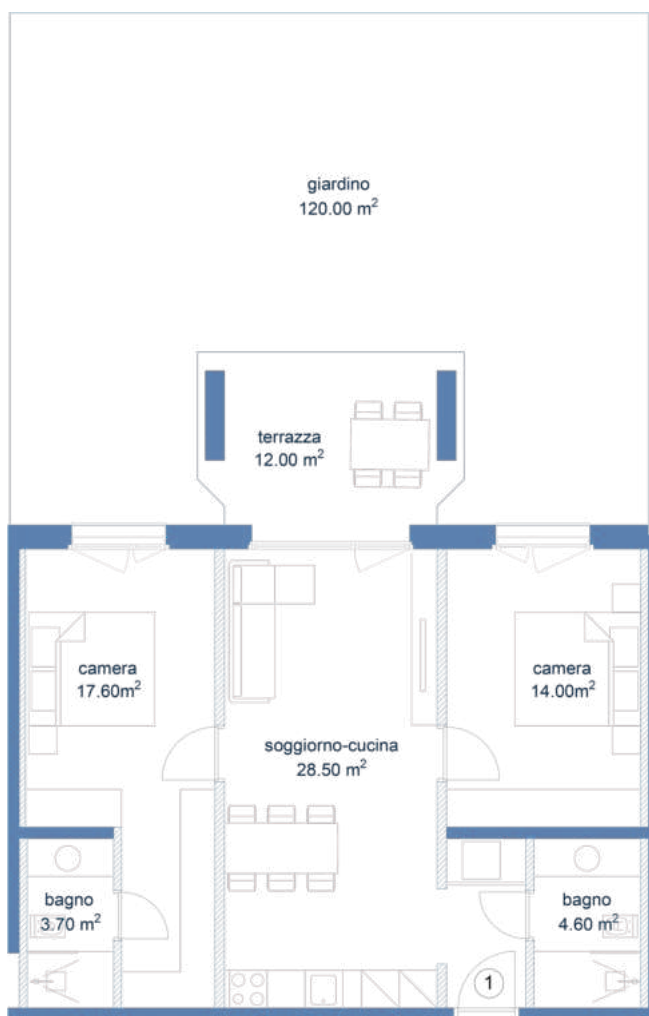 giardino
120.00 m²
terrazza
12.00 m²
camera
17.60m²
camera
14.00m²
soggiorno-cucina
28.50 m²
bagno
3.70 m²
bagno
4.60 m²
1